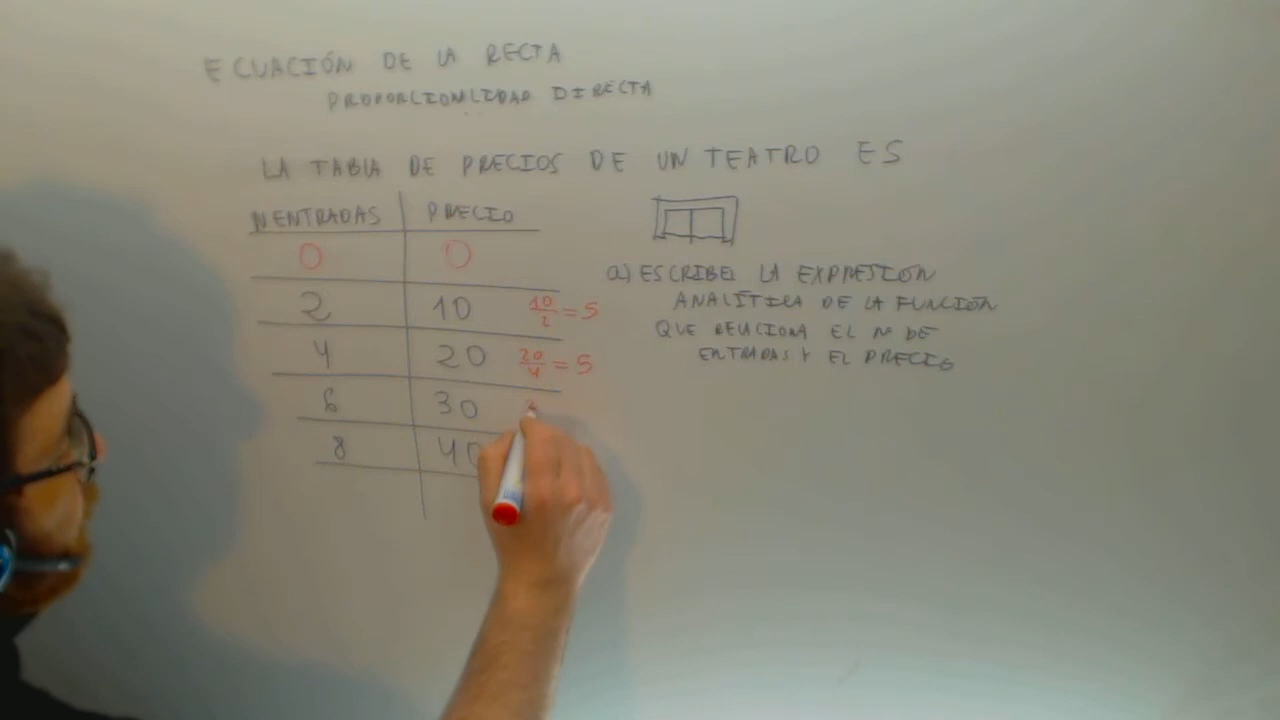 ECUACIÓN DE LA RECTA
PROPORCIONALIDAD DIRECTA
LA TABLA DE PRECIOS DE UN TEATRO ES
N ENTRADAS PRECIO
0 0
2 10 10/2 = 5
4 20 20/4 = 5
6 30
8 40
a) ESCRIBE LA EXPRESION
ANALÍTICA DE LA FUNCIÓN
QUE RELACIONA EL Nº DE
ENTRADAS Y EL PRECIO